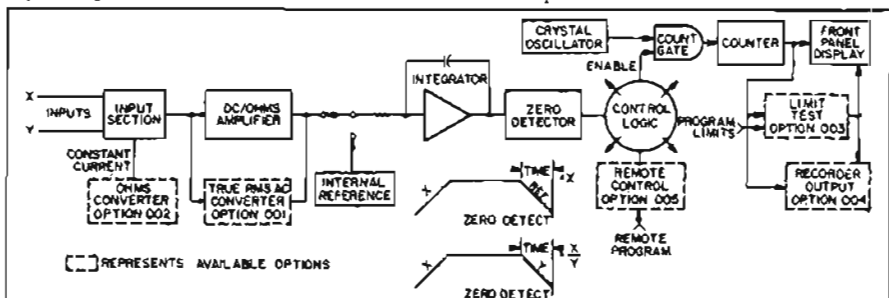 CRYSTAL
OSCILLATOR
COUNT
GATE
COUNTER
FRONT
PANEL
DISPLAY
ENABLE
INTEGRATOR
X
INPUTS
Y
INPUT
SECTION
DC/OHMS
AMPLIFIER
ZERO
DETECTOR
CONTROL
LOGIC
PROGRAM
LIMITS
LIMIT
TEST
OPTION 003
CONSTANT
CURRENT
OHMS
CONVERTER
OPTION 002
TRUE RMS AC
CONVERTER
OPTION 001
INTERNAL
REFERENCE
X
TIME
REF
X
ZERO DETECT
REMOTE
CONTROL
OPTION 005
RECORDER
OUTPUT
OPTION 004
REMOTE
PROGRAM
REPRESENTS AVAILABLE OPTIONS
X
TIME
Y
X
Y
ZERO DETECT